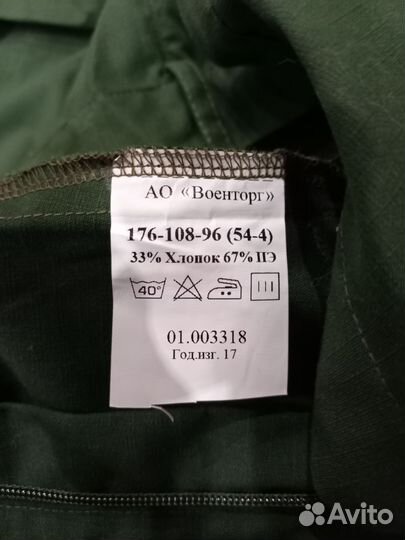 АО «Военторг»
176-108-96 (54-4)
33% Хлопок 67% ПЭ
40°
01.003318
Год.изг. 17
Avito